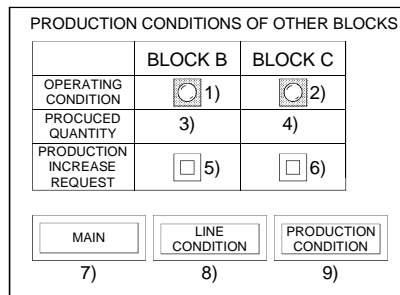 PRODUCTION CONDITIONS OF OTHER BLOCKS
BLOCK B BLOCK C
OPERATING CONDITION 1) 2)
PROCUCED QUANTITY 3) 4)
PRODUCTION INCREASE REQUEST 5) 6)
MAIN
LINE CONDITION
PRODUCTION CONDITION
7) 8) 9)